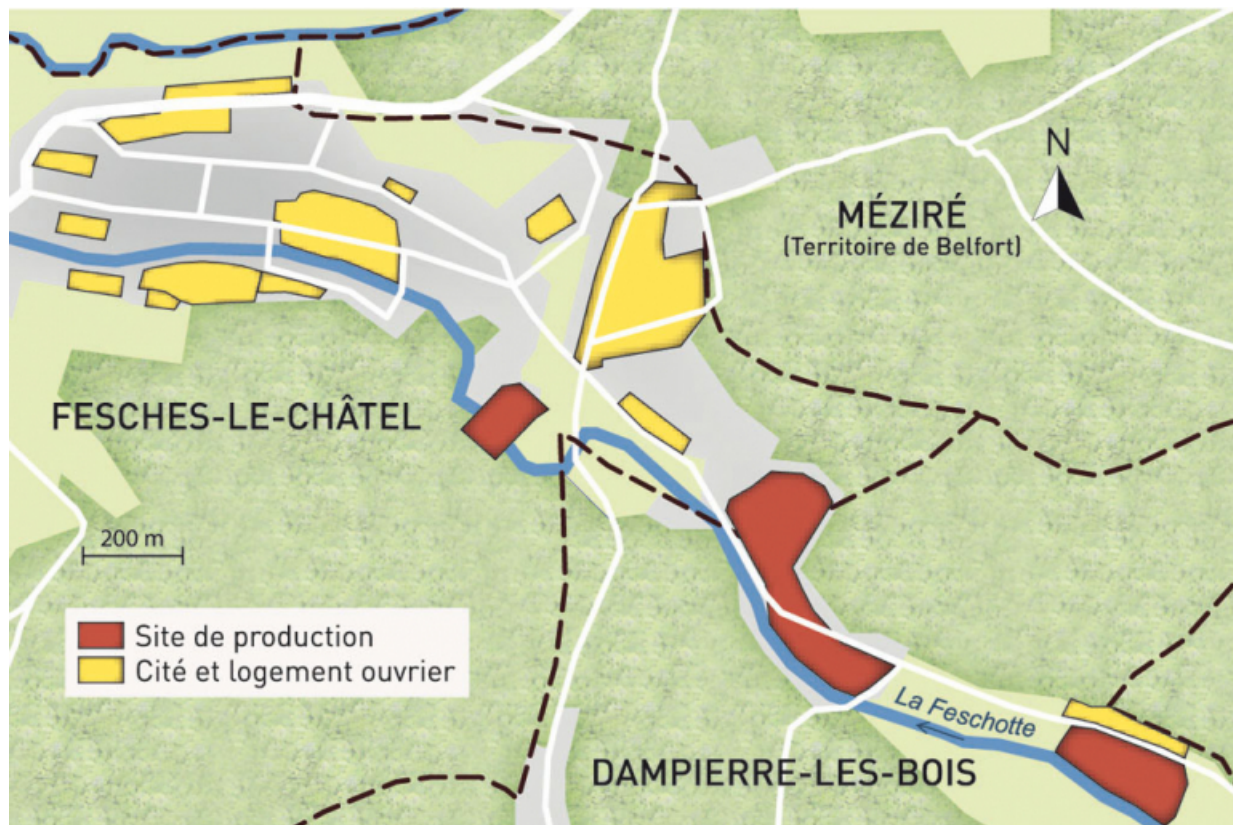 N
MÉZIRÉ
(Territoire de Belfort)
FESCHES-LE-CHÂTEL
200 m
Site de production
Cité et logement ouvrier
La Feschotte
DAMPIERRE-LES-BOIS